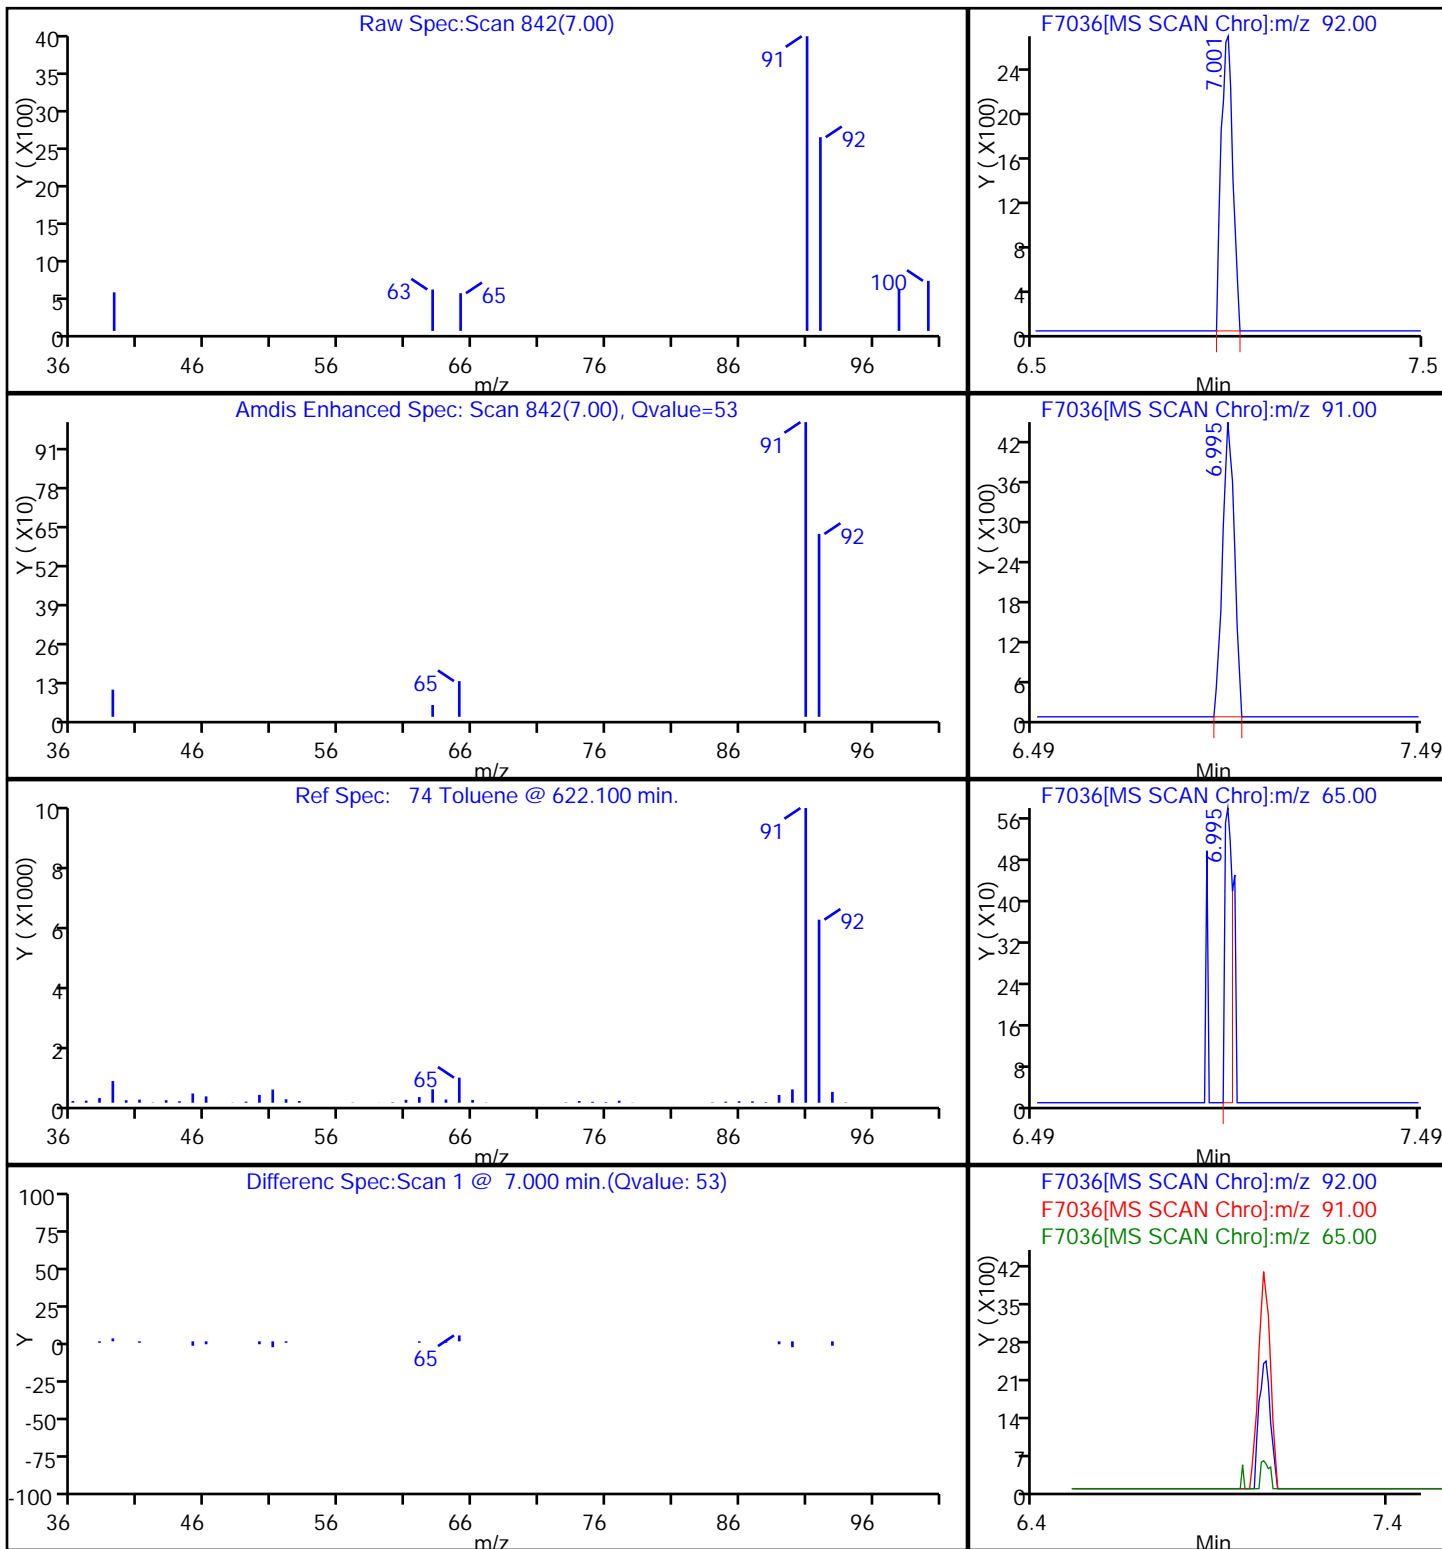 Raw Spec:Scan 842(7.00)
40
35
30
25
20
15
10
5
0
Y ( X100)
91
92
63
65
100
36 46 56 66 76 86 96
m/z
F7036[MS SCAN Chro]:m/z 92.00
7.001
24
20
16
12
8
4
0
Y ( X100)
6.5 7.5
Min
Amdis Enhanced Spec: Scan 842(7.00), Qvalue=53
91
78
65
52
39
26
13
0
Y ( X10)
91
92
65
36 46 56 66 76 86 96
m/z
F7036[MS SCAN Chro]:m/z 91.00
6.995
42
36
30
24
18
12
6
0
Y ( X100)
6.49 7.49
Min
Ref Spec: 74 Toluene @ 622.100 min.
10
8
6
4
2
0
Y ( X1000)
91
92
65
36 46 56 66 76 86 96
m/z
F7036[MS SCAN Chro]:m/z 65.00
6.995
56
48
40
32
24
16
8
0
Y ( X10)
6.49 7.49
Min
Differenc Spec:Scan 1 @ 7.000 min.(Qvalue: 53)
100
75
50
25
0
-25
-50
-75
-100
Y
65
36 46 56 66 76 86 96
m/z
F7036[MS SCAN Chro]:m/z 92.00
F7036[MS SCAN Chro]:m/z 91.00
F7036[MS SCAN Chro]:m/z 65.00
42
35
28
21
14
7
0
Y ( X100)
6.4 7.4
Min